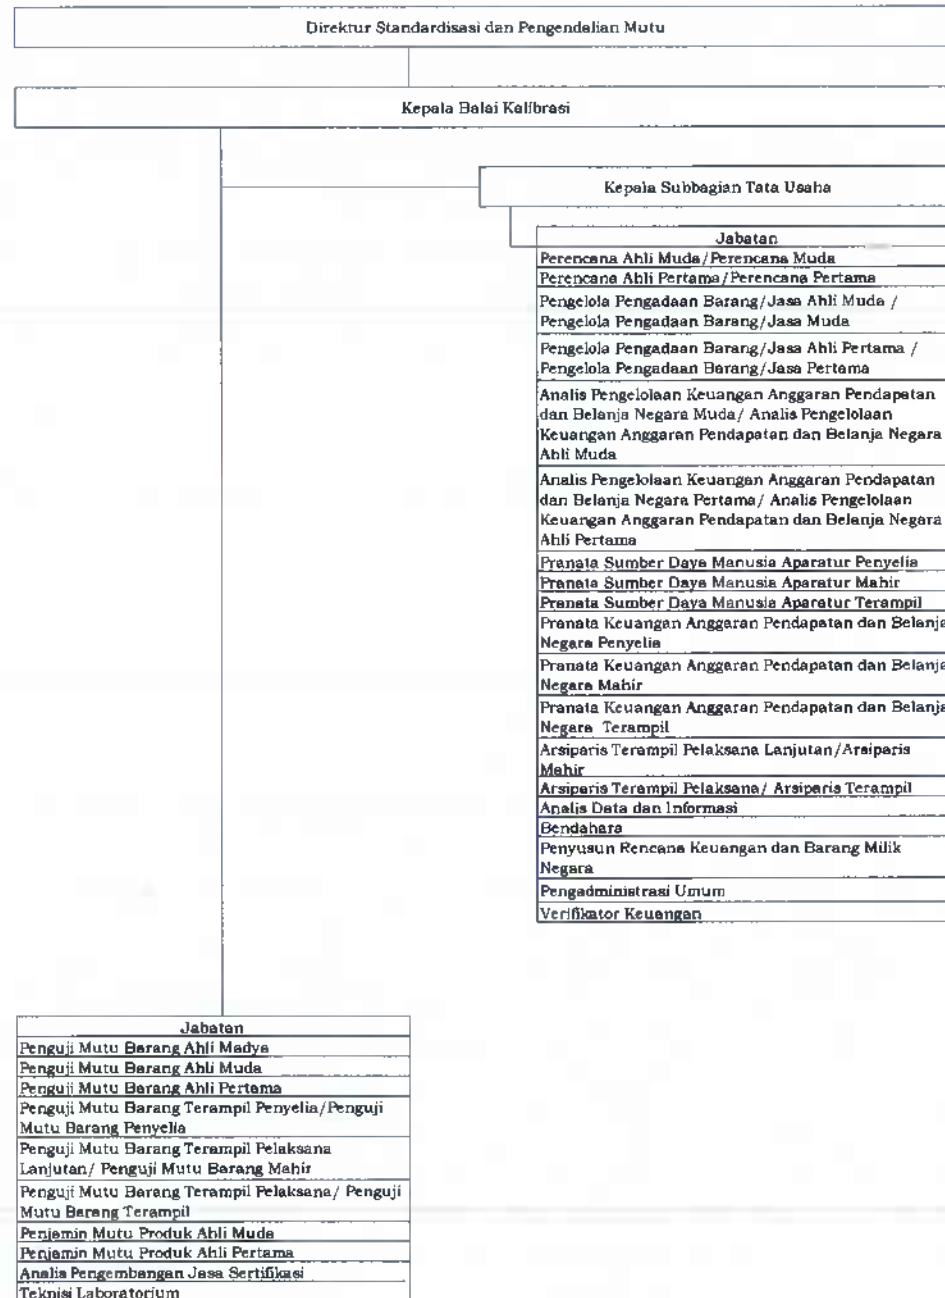 Direktur Standardisasi dan Pengendalian Mutu
Kepala Balai Kalibrasi
Kepala Subbagian Tata Usaha
Jabatan
Perencana Ahli Muda/Perencana Muda
Perencana Ahli Pertama/Perencana Pertama
Pengelola Pengadaan Barang/Jasa Ahli Muda /
Pengelola Pengadaan Barang/Jasa Muda
Pengelola Pengadaan Barang/Jasa Ahli Pertama /
Pengelola Pengadaan Barang/Jasa Pertama
Analis Pengelolaan Keuangan Anggaran Pendapatan
dan Belanja Negara Muda/ Analis Pengelolaan
Keuangan Anggaran Pendapatan dan Belanja Negara
Ahli Muda
Analis Pengelolaan Keuangan Anggaran Pendapatan
dan Belanja Negara Pertama/ Analis Pengelolaan
Keuangan Anggaran Pendapatan dan Belanja Negara
Ahli Pertama
Pranata Sumber Daya Manusia Aparatur Penyelia
Pranata Sumber Daya Manusia Aparatur Mahir
Pranata Sumber Daya Manusia Aparatur Terampil
Pranata Keuangan Anggaran Pendapatan dan Belanja
Negara Penyelia
Pranata Keuangan Anggaran Pendapatan dan Belanja
Negara Mahir
Pranata Keuangan Anggaran Pendapatan dan Belanja
Negara Terampil
Arsiparis Terampil Pelaksana Lanjutan/Arsiparis
Mahir
Arsiparis Terampil Pelaksana/ Arsiparis Terampil
Analis Data dan Informasi
Bendahara
Penyusun Rencana Keuangan dan Barang Milik
Negara
Pengadministrasi Umum
Verifikator Keuangan
Jabatan
Penguji Mutu Barang Ahli Madya
Penguji Mutu Barang Ahli Muda
Penguji Mutu Barang Ahli Pertama
Penguji Mutu Barang Terampil Penyelia/Penguji
Mutu Barang Penyelia
Penguji Mutu Barang Terampil Pelaksana
Lanjutan/ Penguji Mutu Barang Mahir
Penguji Mutu Barang Terampil Pelaksana/ Penguji
Mutu Barang Terampil
Penjamin Mutu Produk Ahli Muda
Penjamin Mutu Produk Ahli Pertama
Analis Pengembangan Jasa Sertifikasi
Teknisi Laboratorium